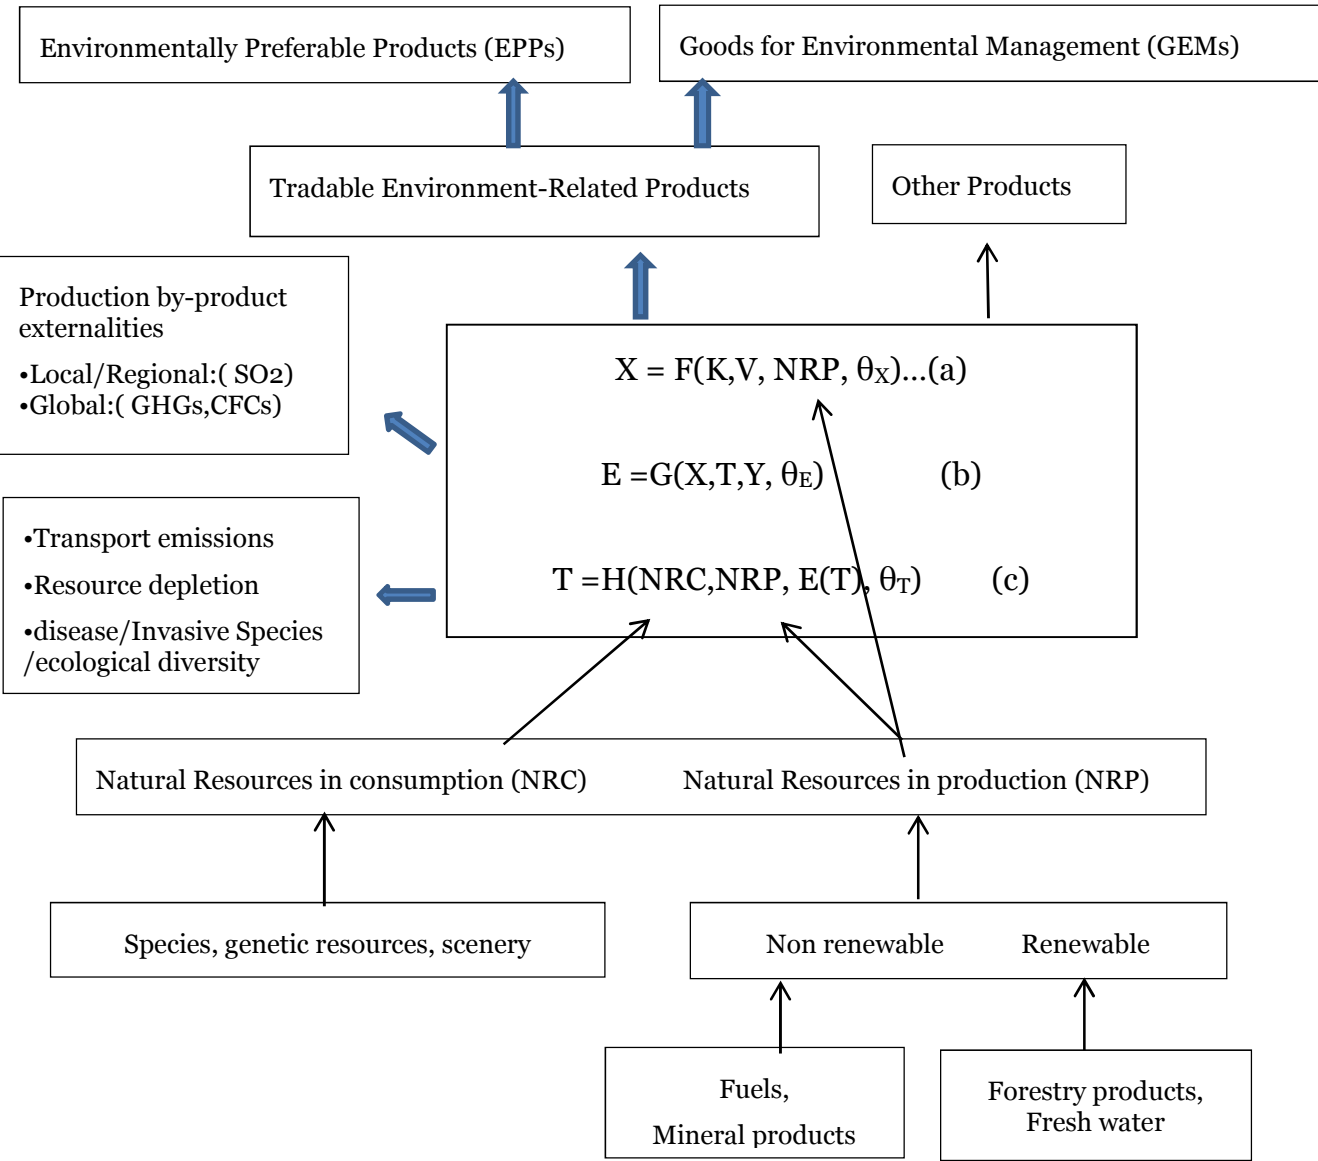 Environmentally Preferable Products (EPPs)
Goods for Environmental Management (GEMs)
Tradable Environment-Related Products
Other Products
Production by-product
externalities
•Local/Regional:( SO2)
•Global:( GHGs,CFCs)
X = F(K,V, NRP, θX)...(a)
E =G(X,T,Y, θE) (b)
T =H(NRC,NRP, E(T), θT) (c)
•Transport emissions
•Resource depletion
•disease/Invasive Species
/ecological diversity
Natural Resources in consumption (NRC) Natural Resources in production (NRP)
Species, genetic resources, scenery
Non renewable Renewable
Fuels,
Mineral products
Forestry products,
Fresh water